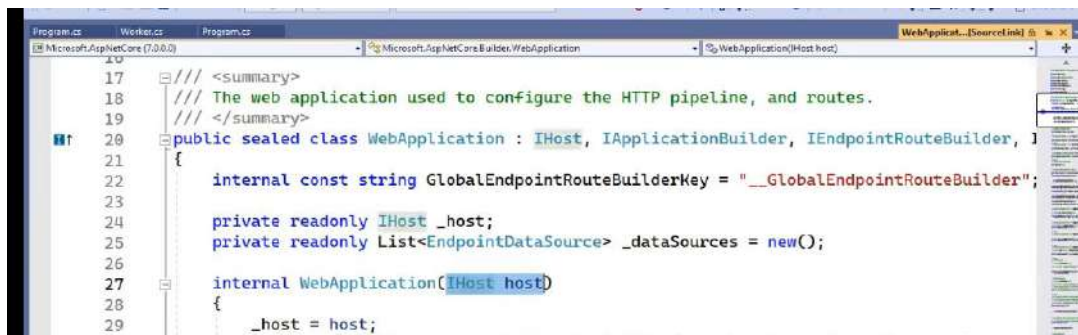 Program.cs Worker.cs Program.cs WebApplicat...[SourceLink]
Microsoft.AspNetCore (7.0.0.0) Microsoft.AspNetCore.Builder.WebApplication WebApplication(IHost host)
16
17 /// <summary>
18 /// The web application used to configure the HTTP pipeline, and routes.
19 /// </summary>
20 public sealed class WebApplication : IHost, IApplicationBuilder, IEndpointRouteBuilder, I
21 {
22 internal const string GlobalEndpointRouteBuilderKey = "__GlobalEndpointRouteBuilder";
23
24 private readonly IHost _host;
25 private readonly List<EndpointDataSource> _dataSources = new();
26
27 internal WebApplication(IHost host)
28 {
29 _host = host;